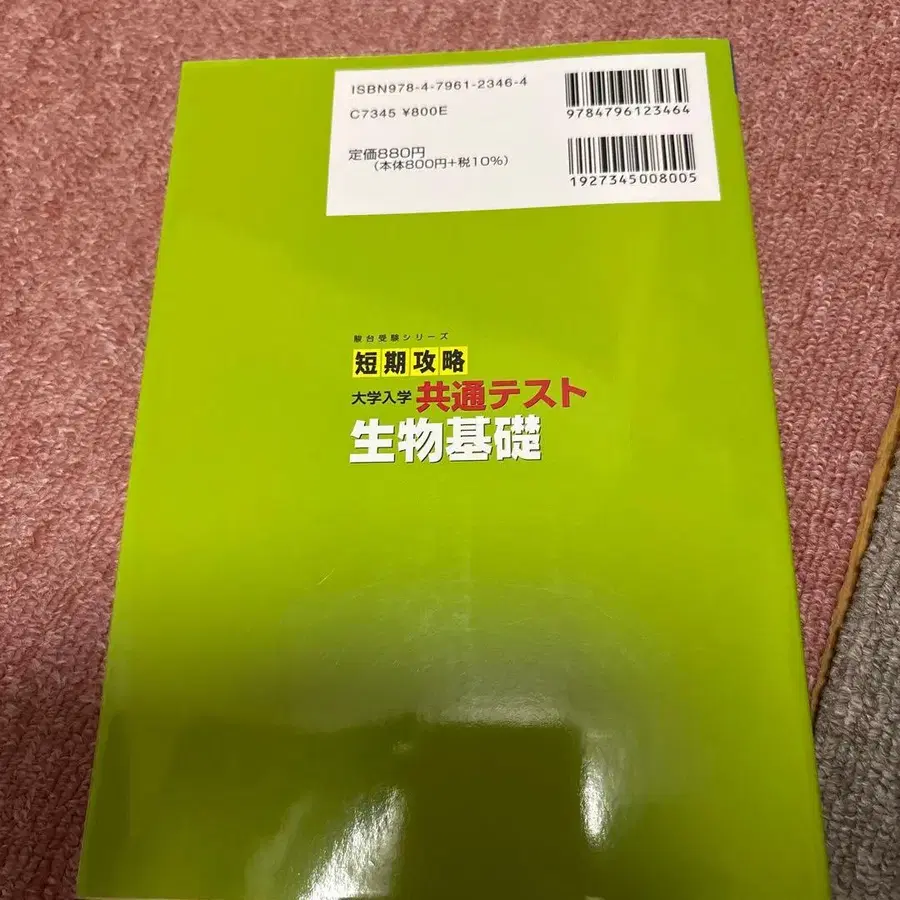 ISBN978-4-7961-2346-4
C7345 ¥800E
定価880円
(本体800円+税10%)
9784796123464
1927345008005
駿台受験シリーズ
短期攻略
大学入学 共通テスト
生物基礎